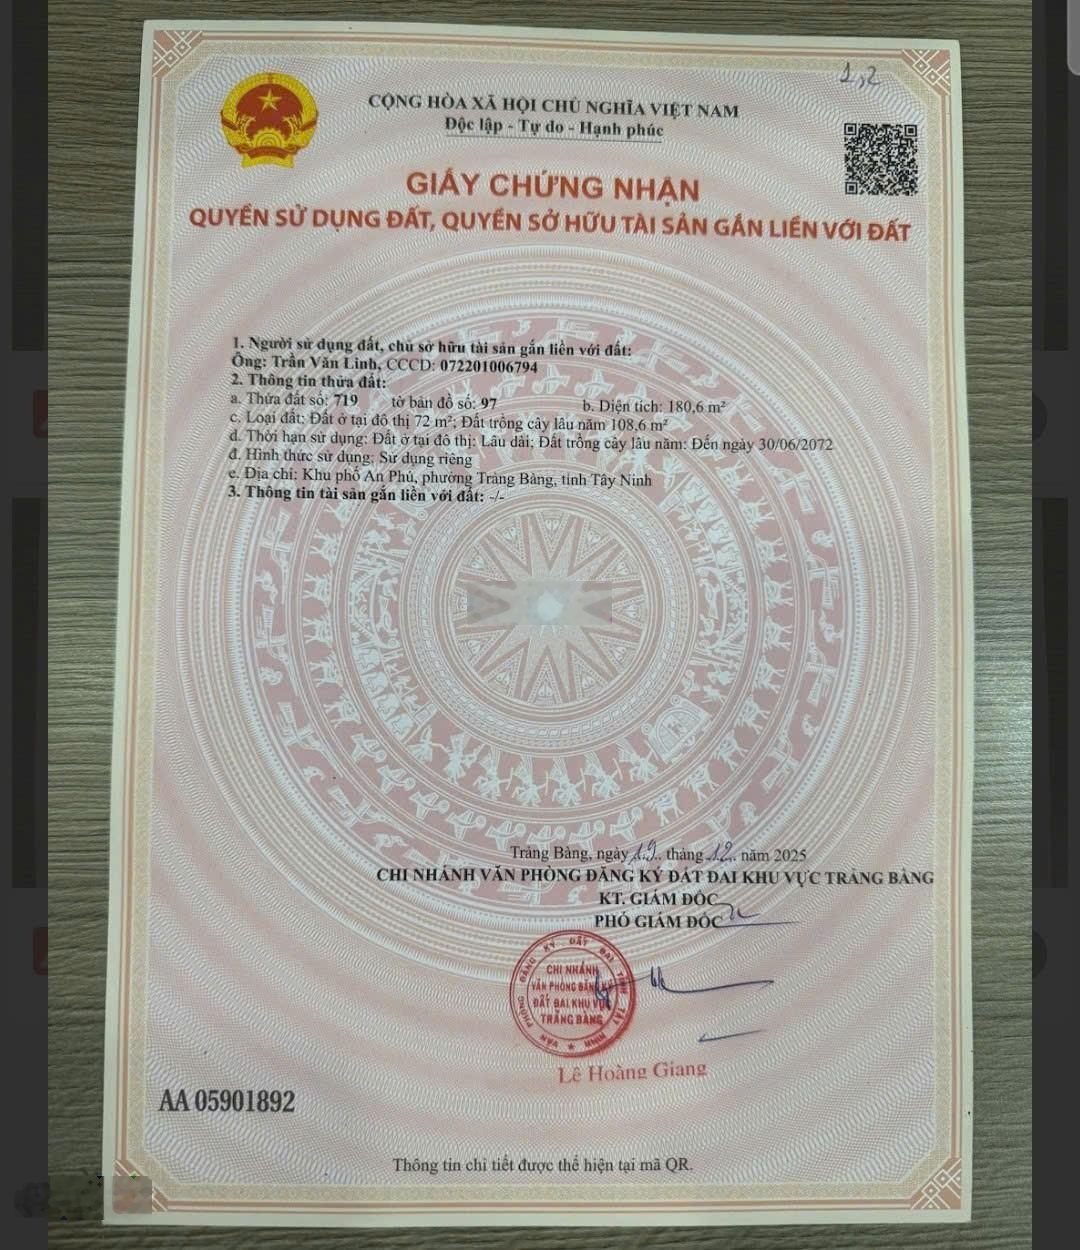 1,2
CỘNG HÒA XÃ HỘI CHỦ NGHĨA VIỆT NAM
Độc lập - Tự do - Hạnh phúc
GIẤY CHỨNG NHẬN
QUYỀN SỬ DỤNG ĐẤT, QUYỀN SỞ HỮU TÀI SẢN GẮN LIỀN VỚI ĐẤT
1. Người sử dụng đất, chủ sở hữu tài sản gắn liền với đất:
Ông: Trần Văn Linh, CCCD: 072201006794
2. Thông tin thửa đất:
a. Thửa đất số: 719 tờ bản đồ số: 97 b. Diện tích: 180,6 m²
c. Loại đất: Đất ở tại đô thị 72 m²; Đất trồng cây lâu năm 108,6 m²
d. Thời hạn sử dụng: Đất ở tại đô thị: Lâu dài; Đất trồng cây lâu năm: Đến ngày 30/06/2072
đ. Hình thức sử dụng: Sử dụng riêng
e. Địa chỉ: Khu phố An Phú, phường Trảng Bàng, tỉnh Tây Ninh
3. Thông tin tài sản gắn liền với đất: -/-
Trảng Bàng, ngày 19 tháng 12 năm 2025
CHI NHÁNH VĂN PHÒNG ĐĂNG KÝ ĐẤT ĐAI KHU VỰC TRẢNG BÀNG
KT. GIÁM ĐỐC
PHÓ GIÁM ĐỐC
VĂN PHÒNG ĐĂNG KÝ ĐẤT ĐAI TỈNH TÂY NINH
CHI NHÁNH
VĂN PHÒNG ĐĂNG KÝ
ĐẤT ĐAI KHU VỰC
TRẢNG BÀNG
Lê Hoàng Giang
AA 05901892
Thông tin chi tiết được thể hiện tại mã QR.